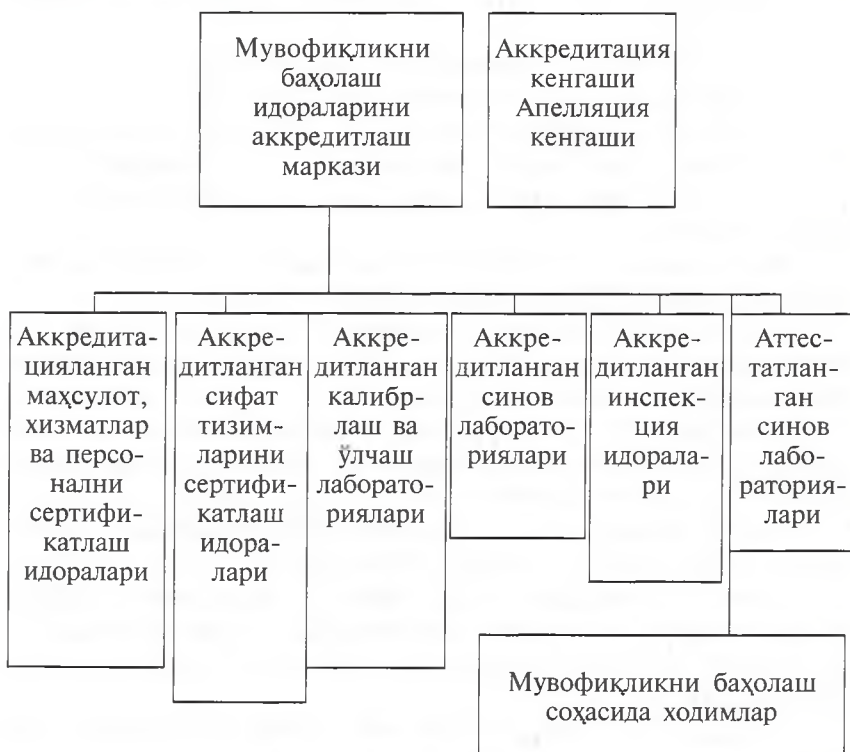 Мувофиқликни
баҳолаш
идораларини
аккредитлаш
маркази
Аккредитация
кенгаши
Апелляция
кенгаши
Аккредита-
цияланган
маҳсулот,
хизматлар
ва персо-
нални
сертифи-
катлаш
идоралари
Аккре-
дитланган
сифат
тизим-
ларини
сертифи-
катлаш
идора-
лари
Аккре-
дитланган
калибр-
лаш ва
ўлчаш
лаборато-
риялари
Аккре-
дитланган
синов
лаборато-
риялари
Аккре-
дитланган
инспек-
ция
идорала-
ри
Аттес-
татлан-
ган
синов
лабо-
ратория-
лари
Мувофиқликни баҳолаш
соҳасида ходимлар